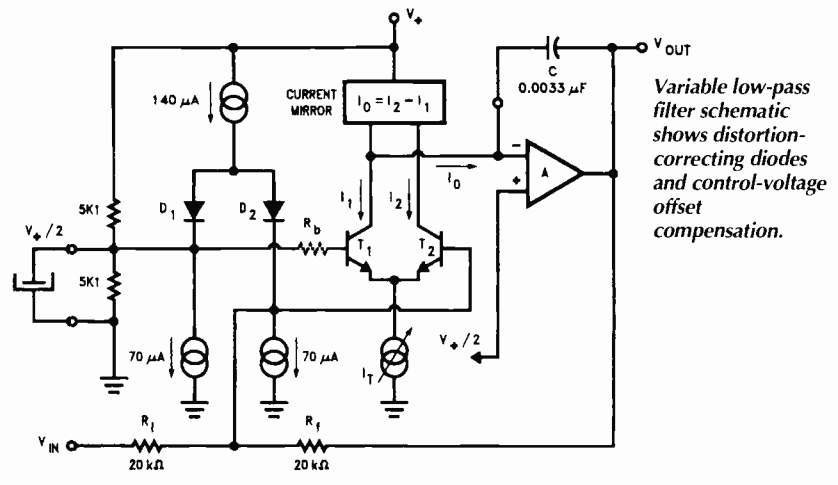 V+
V OUT
C
0.0033 μF
140 μA
CURRENT
MIRROR
I0 = I2 − I1
−
+
A
I0
I1
I2
D1
D2
5K1
V+/2
5K1
Rb
T1
T2
70 μA
70 μA
IT
V+/2
V IN
RI
20 kΩ
Rf
20 kΩ
Variable low-pass
filter schematic
shows distortion-
correcting diodes
and control-voltage
offset
compensation.